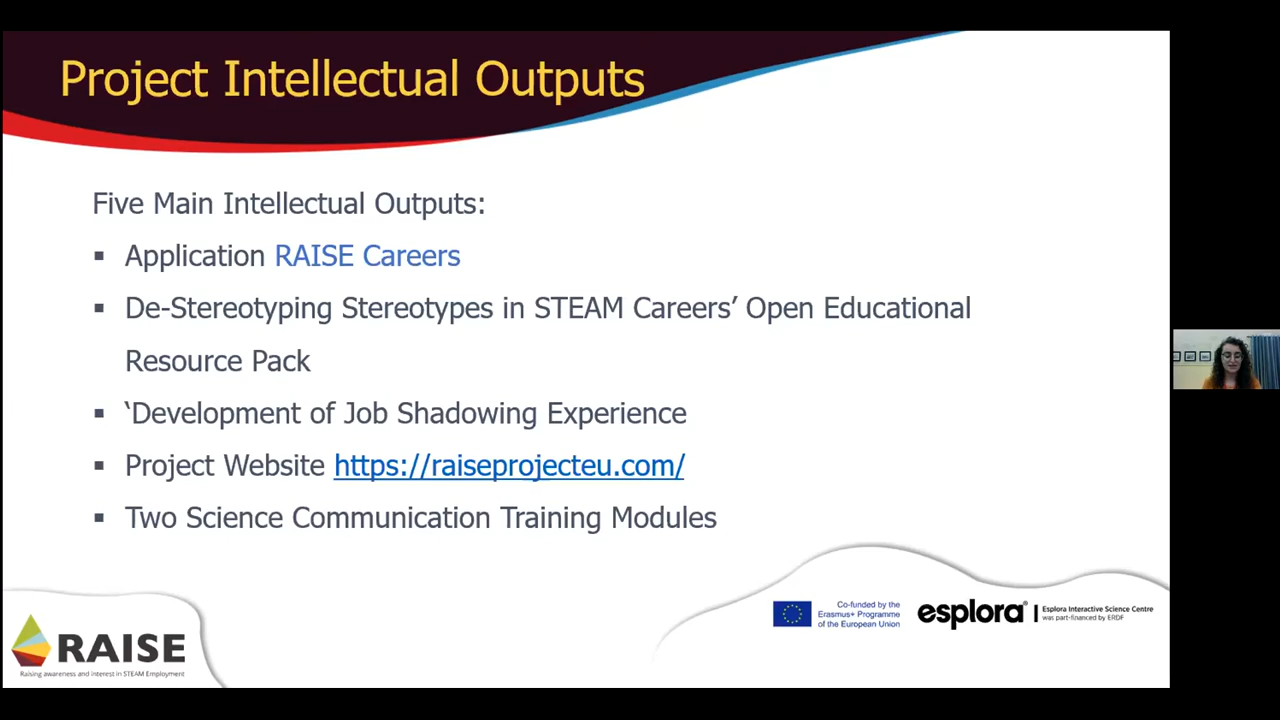 Project Intellectual Outputs
Five Main Intellectual Outputs:
▪ Application RAISE Careers
▪ De-Stereotyping Stereotypes in STEAM Careers’ Open Educational
Resource Pack
▪ ‘Development of Job Shadowing Experience
▪ Project Website https://raiseprojecteu.com/
▪ Two Science Communication Training Modules
Co-funded by the
Erasmus+ Programme
of the European Union
esplora®
Esplora Interactive Science Centre
was part-financed by ERDF
RAISE
Raising awareness and interest in STEAM Employment